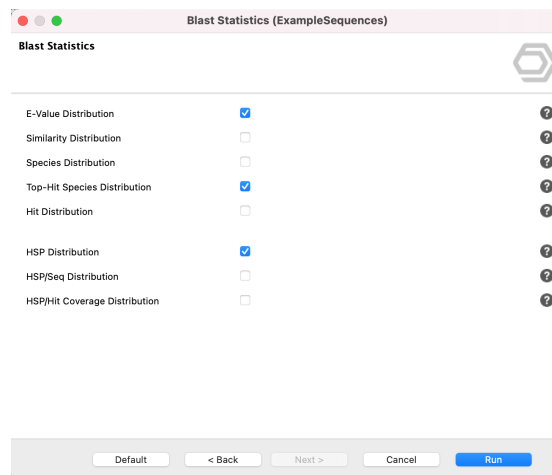 Blast Statistics (ExampleSequences)
Blast Statistics
E-Value Distribution
Similarity Distribution
Species Distribution
Top-Hit Species Distribution
Hit Distribution
HSP Distribution
HSP/Seq Distribution
HSP/Hit Coverage Distribution
Default < Back Next > Cancel Run